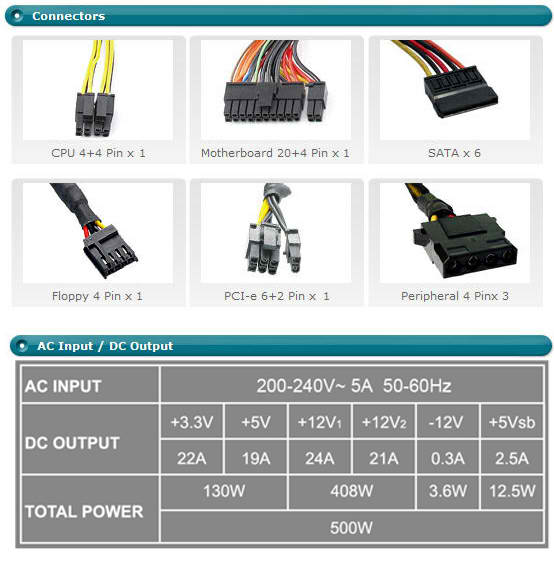 Connectors
CPU 4+4 Pin x 1
Motherboard 20+4 Pin x 1
SATA x 6
Floppy 4 Pin x 1
PCI-e 6+2 Pin x 1
Peripheral 4 Pinx 3
AC Input / DC Output
AC INPUT 200-240V~ 5A 50-60Hz
DC OUTPUT +3.3V +5V +12V1 +12V2 -12V +5Vsb
22A 19A 24A 21A 0.3A 2.5A
TOTAL POWER 130W 408W 3.6W 12.5W
500W